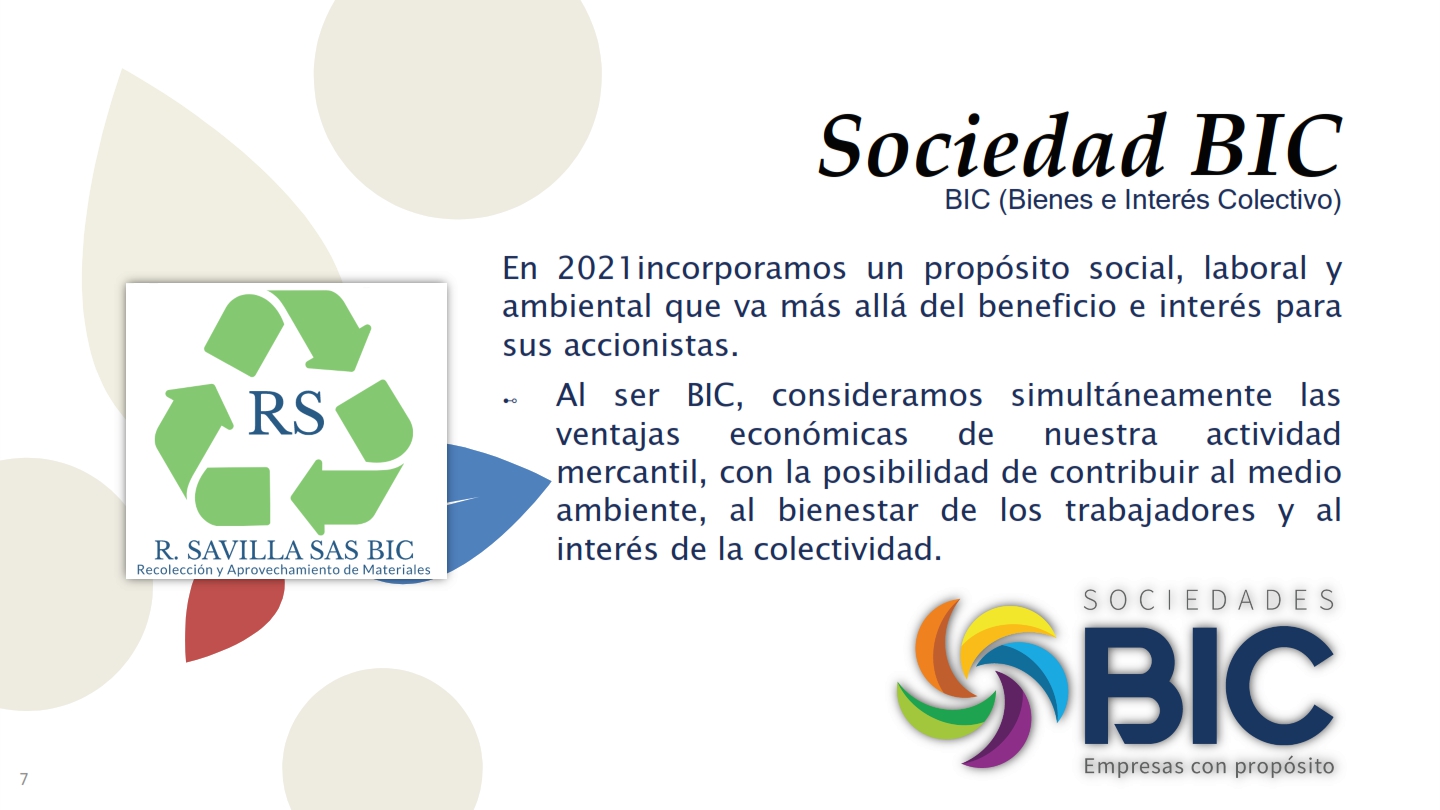 Sociedad BIC
BIC (Bienes e Interés Colectivo)
En 2021incorporamos un propósito social, laboral y
ambiental que va más allá del beneficio e interés para
sus accionistas.
Al ser BIC, consideramos simultáneamente las
ventajas económicas de nuestra actividad
mercantil, con la posibilidad de contribuir al medio
ambiente, al bienestar de los trabajadores y al
interés de la colectividad.
RS
R. SAVILLA SAS BIC
Recolección y Aprovechamiento de Materiales
SOCIEDADES
BIC
Empresas con propósito
7